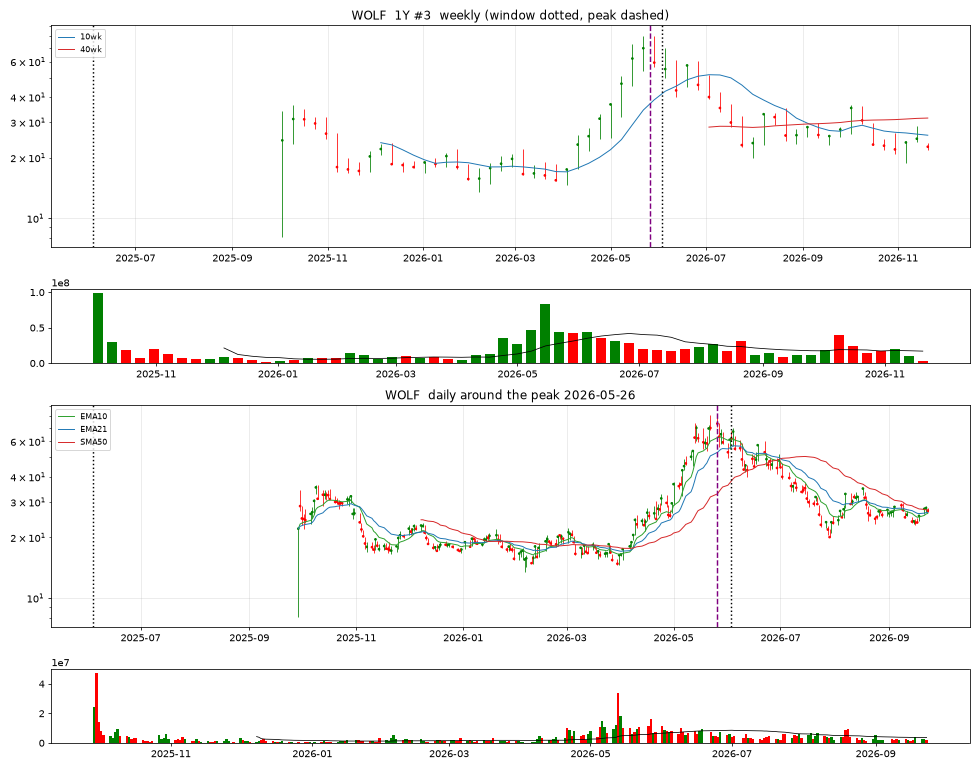 WOLF  1Y #3  weekly (window dotted, peak dashed)
10wk
40wk
6 × 10¹
4 × 10¹
3 × 10¹
2 × 10¹
10¹
2025-07 2025-09 2025-11 2026-01 2026-03 2026-05 2026-07 2026-09 2026-11
1e8
1.0
0.5
0.0
2025-11 2026-01 2026-03 2026-05 2026-07 2026-09 2026-11
WOLF  daily around the peak 2026-05-26
EMA10
EMA21
SMA50
6 × 10¹
4 × 10¹
3 × 10¹
2 × 10¹
10¹
2025-07 2025-09 2025-11 2026-01 2026-03 2026-05 2026-07 2026-09
1e7
4
2
0
2025-11 2026-01 2026-03 2026-05 2026-07 2026-09